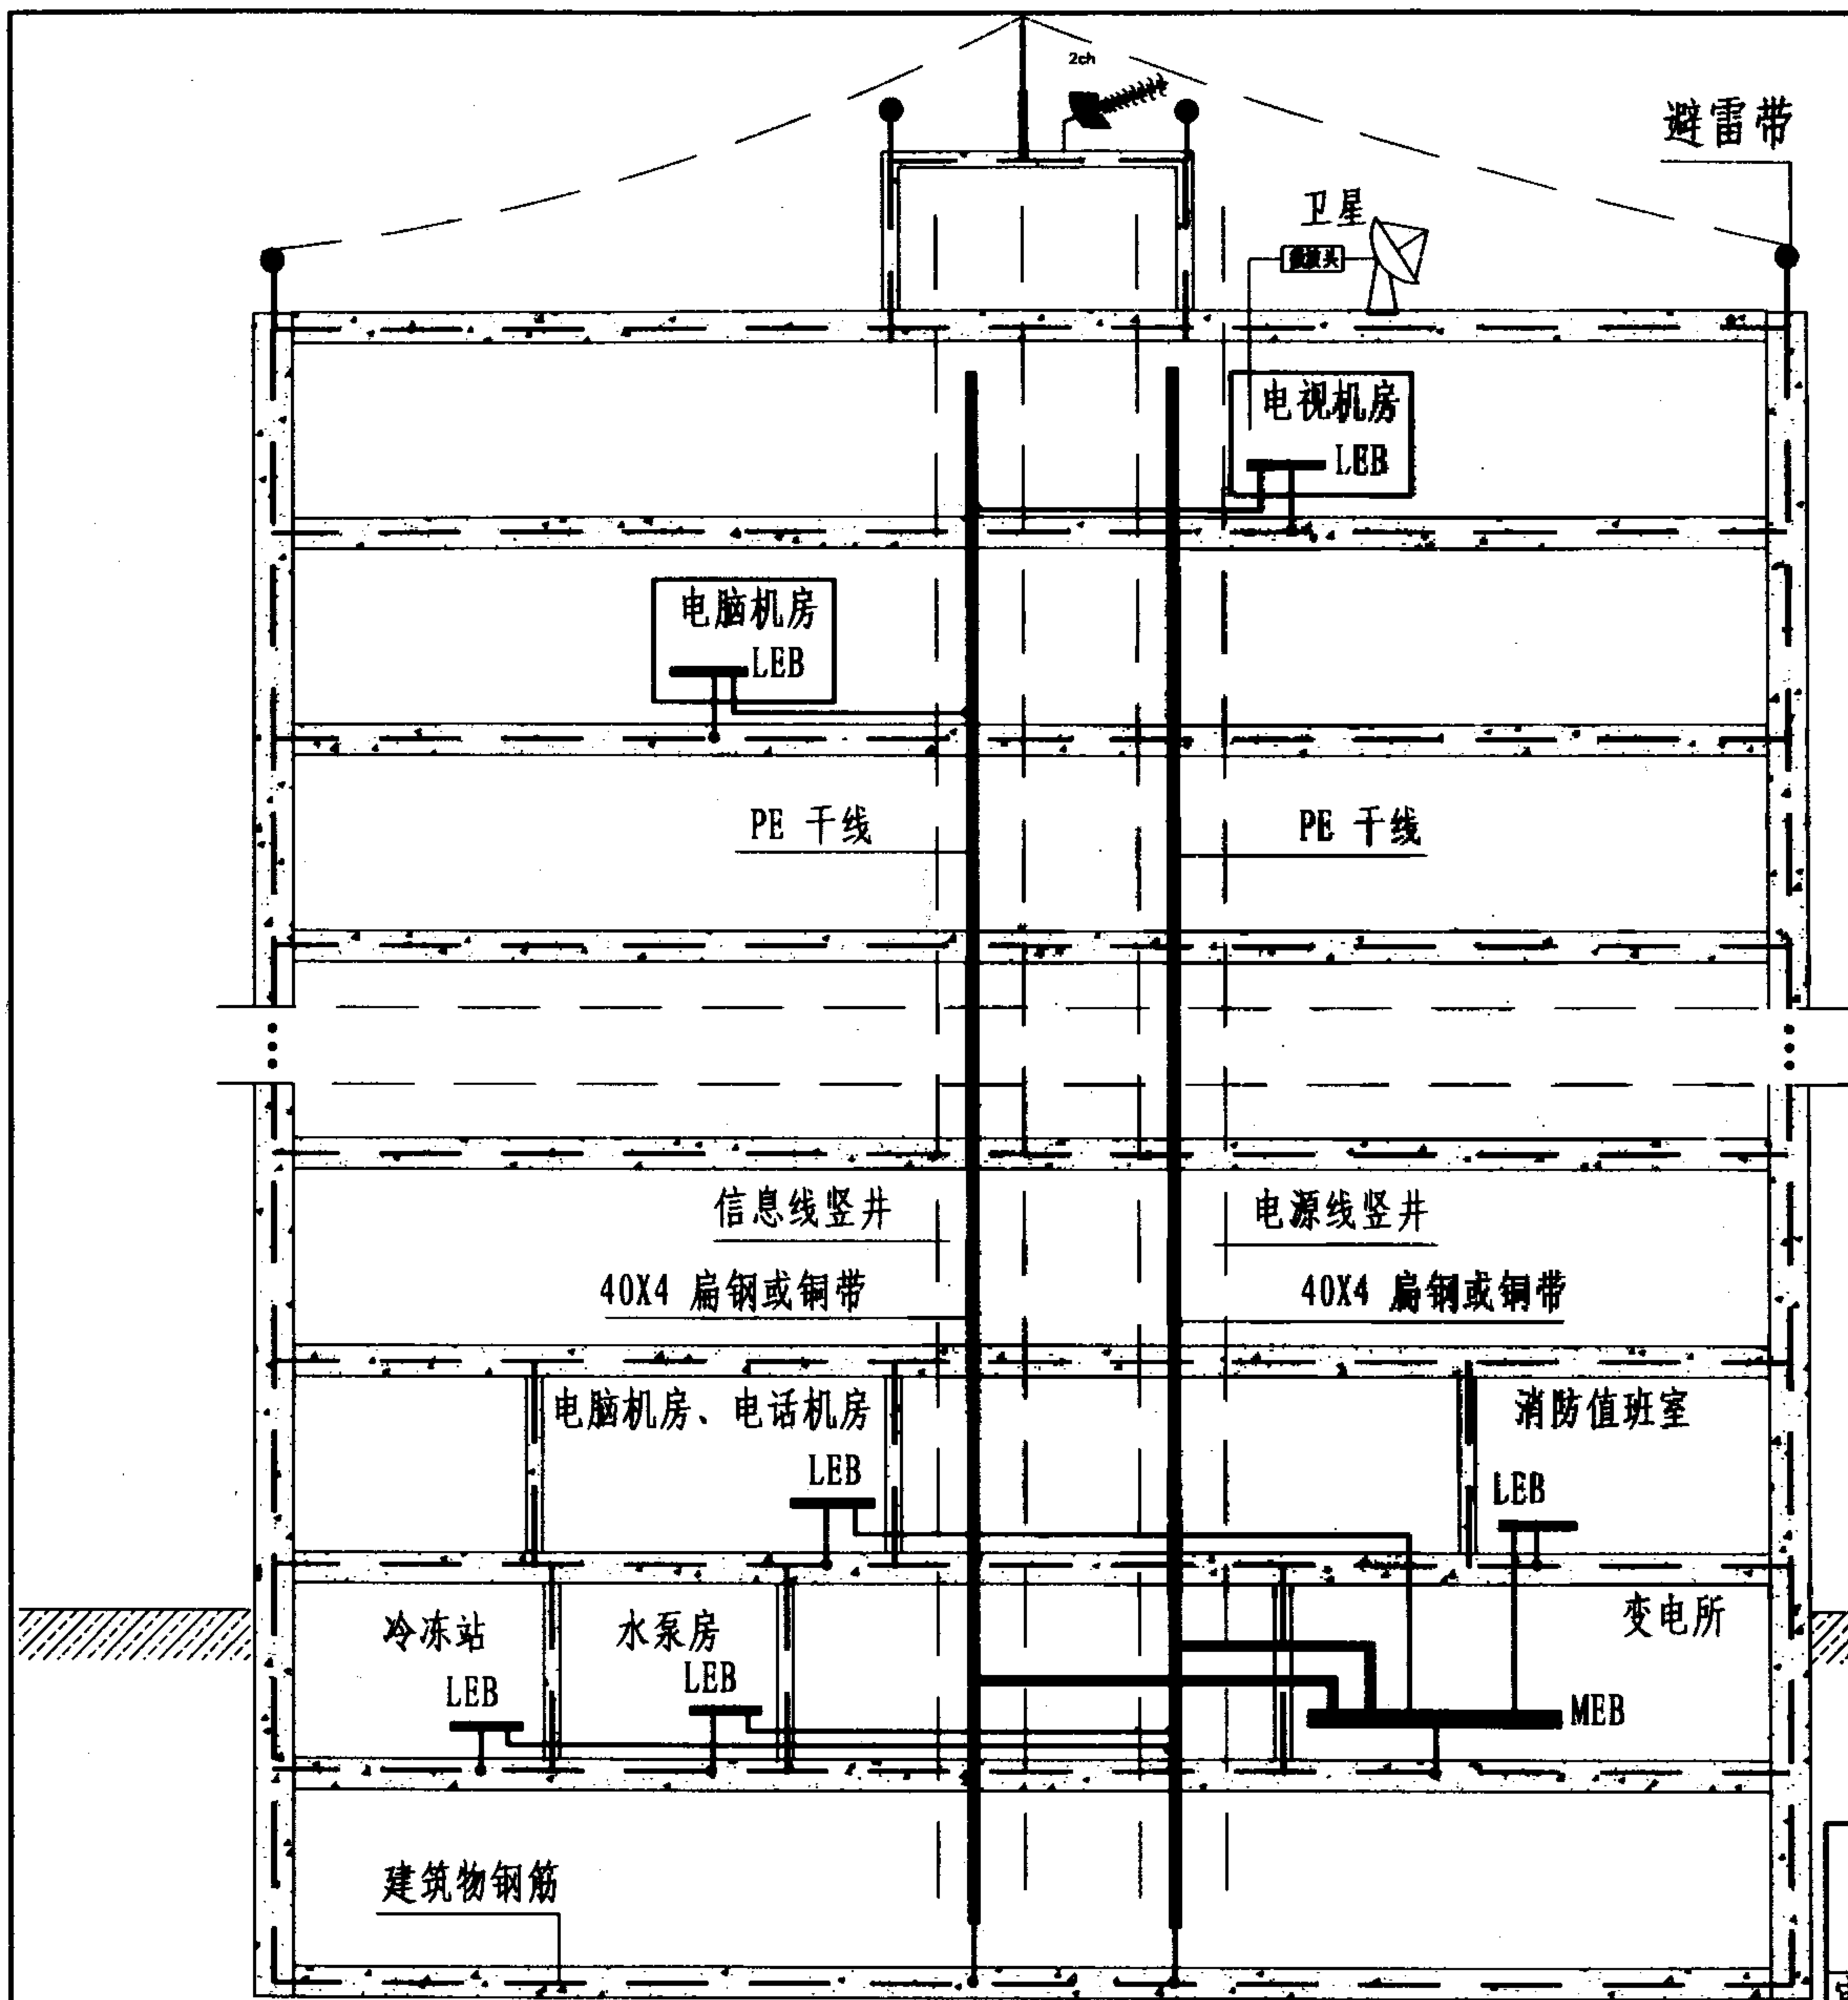 2ch
避雷带
卫星
电视机房
LEB
电脑机房
LEB
PE 干线
PE 干线
信息线竖井
电源线竖井
40X4 扁钢或铜带
40X4 扁钢或铜带
电脑机房、电话机房
消防值班室
LEB
LEB
冷冻站
水泵房
变电所
LEB
LEB
MEB
建筑物钢筋